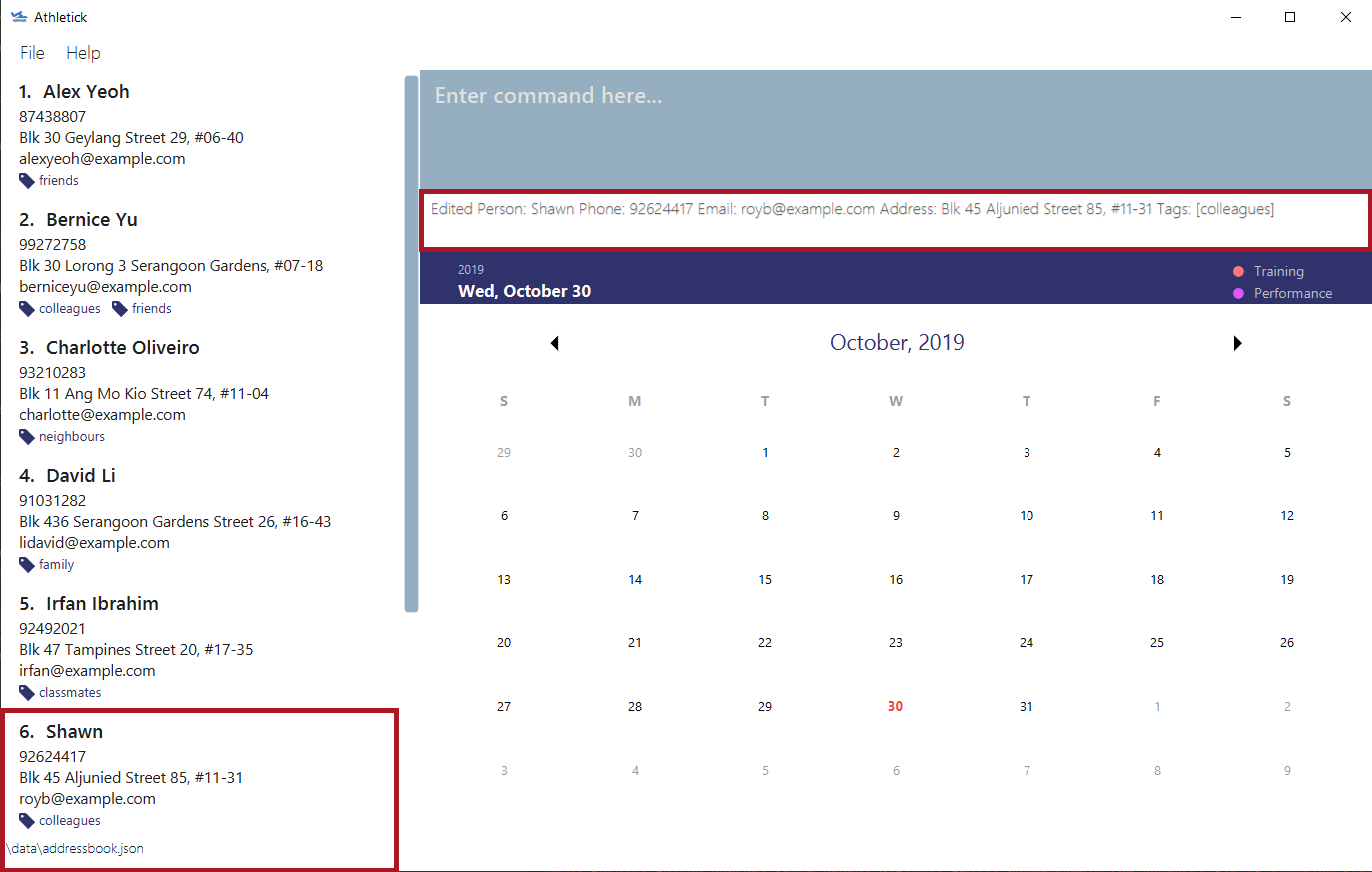 Athletick
File Help
1. Alex Yeoh
87438807
Blk 30 Geylang Street 29, #06-40
alexyeoh@example.com
friends
2. Bernice Yu
99272758
Blk 30 Lorong 3 Serangoon Gardens, #07-18
berniceyu@example.com
colleagues friends
3. Charlotte Oliveiro
93210283
Blk 11 Ang Mo Kio Street 74, #11-04
charlotte@example.com
neighbours
4. David Li
91031282
Blk 436 Serangoon Gardens Street 26, #16-43
lidavid@example.com
family
5. Irfan Ibrahim
92492021
Blk 47 Tampines Street 20, #17-35
irfan@example.com
classmates
6. Shawn
92624417
Blk 45 Aljunied Street 85, #11-31
royb@example.com
colleagues
\data\addressbook.json
Enter command here...
Edited Person: Shawn Phone: 92624417 Email: royb@example.com Address: Blk 45 Aljunied Street 85, #11-31 Tags: [colleagues]
2019
Wed, October 30
Training
Performance
October, 2019
S M T W T F S
29 30 1 2 3 4 5
6 7 8 9 10 11 12
13 14 15 16 17 18 19
20 21 22 23 24 25 26
27 28 29 30 31 1 2
3 4 5 6 7 8 9